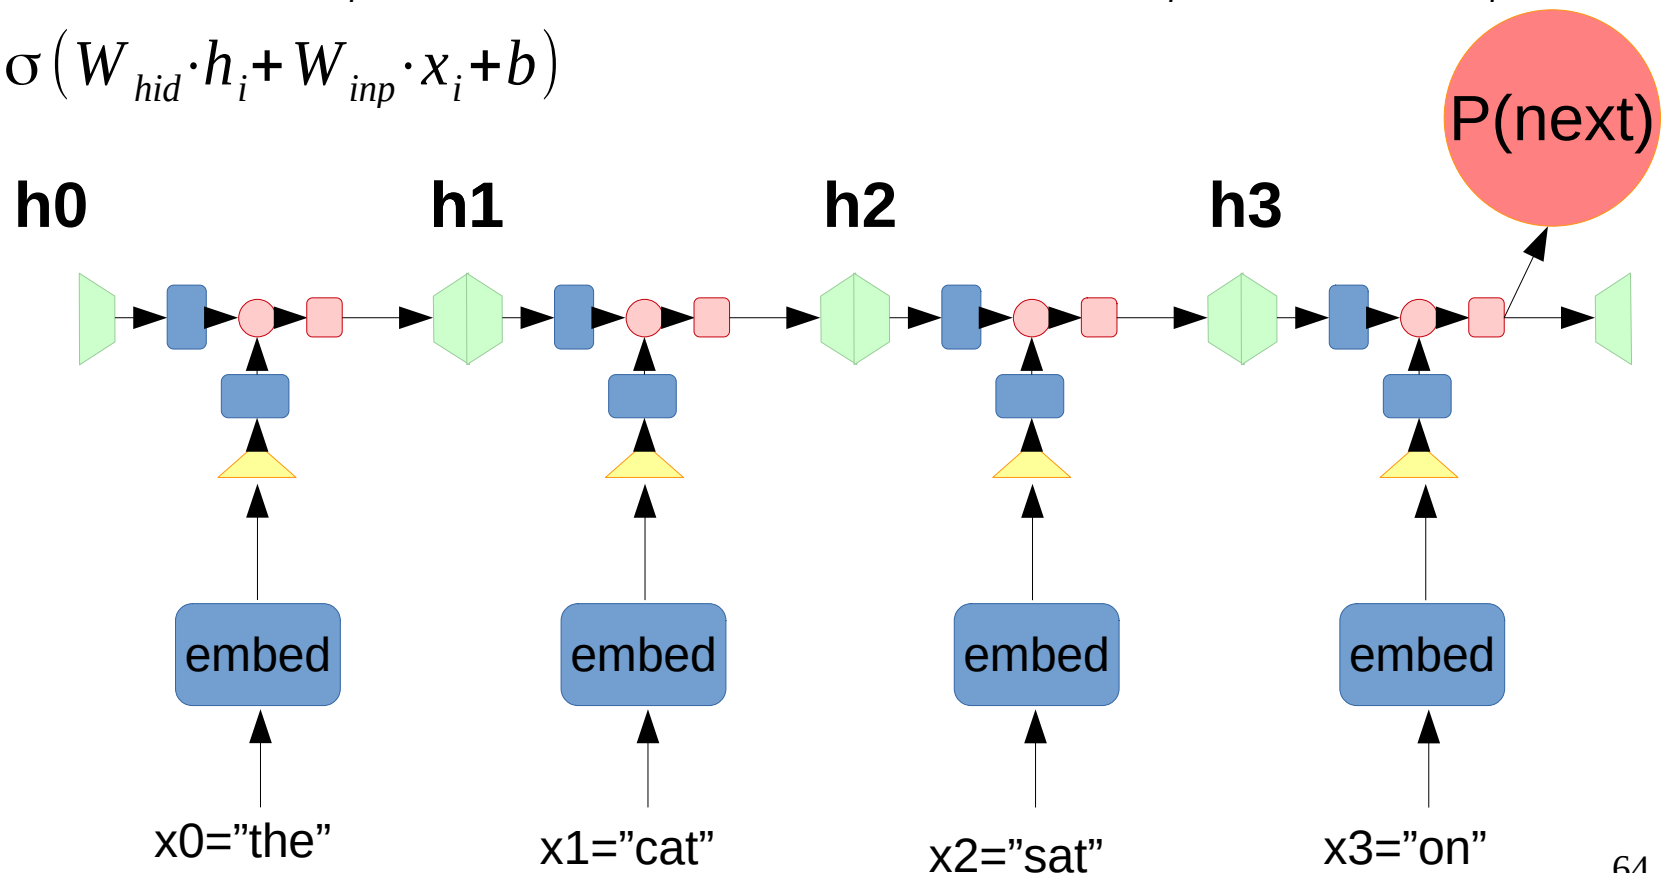 σ(W_hid·h_i+W_inp·x_i+b)
P(next)
h0 h1 h2 h3
embed embed embed embed
x0=”the” x1=”cat” x2=”sat” x3=”on”
64